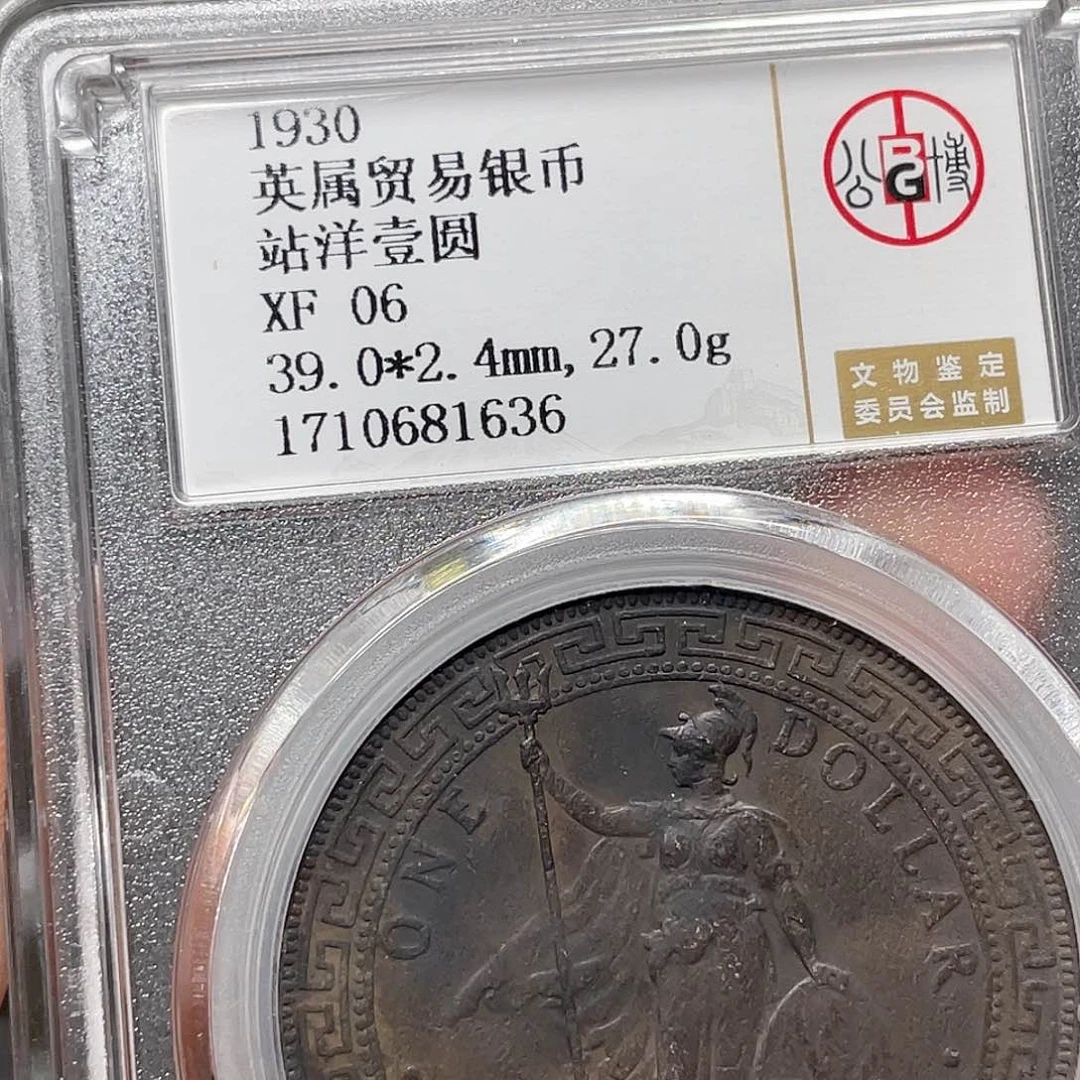 1930
英属贸易银币
站洋壹圆
XF 06
39.0*2.4mm,27.0g
1710681636
公 BG 博
文物鉴定
委员会监制
ONE DOLLAR